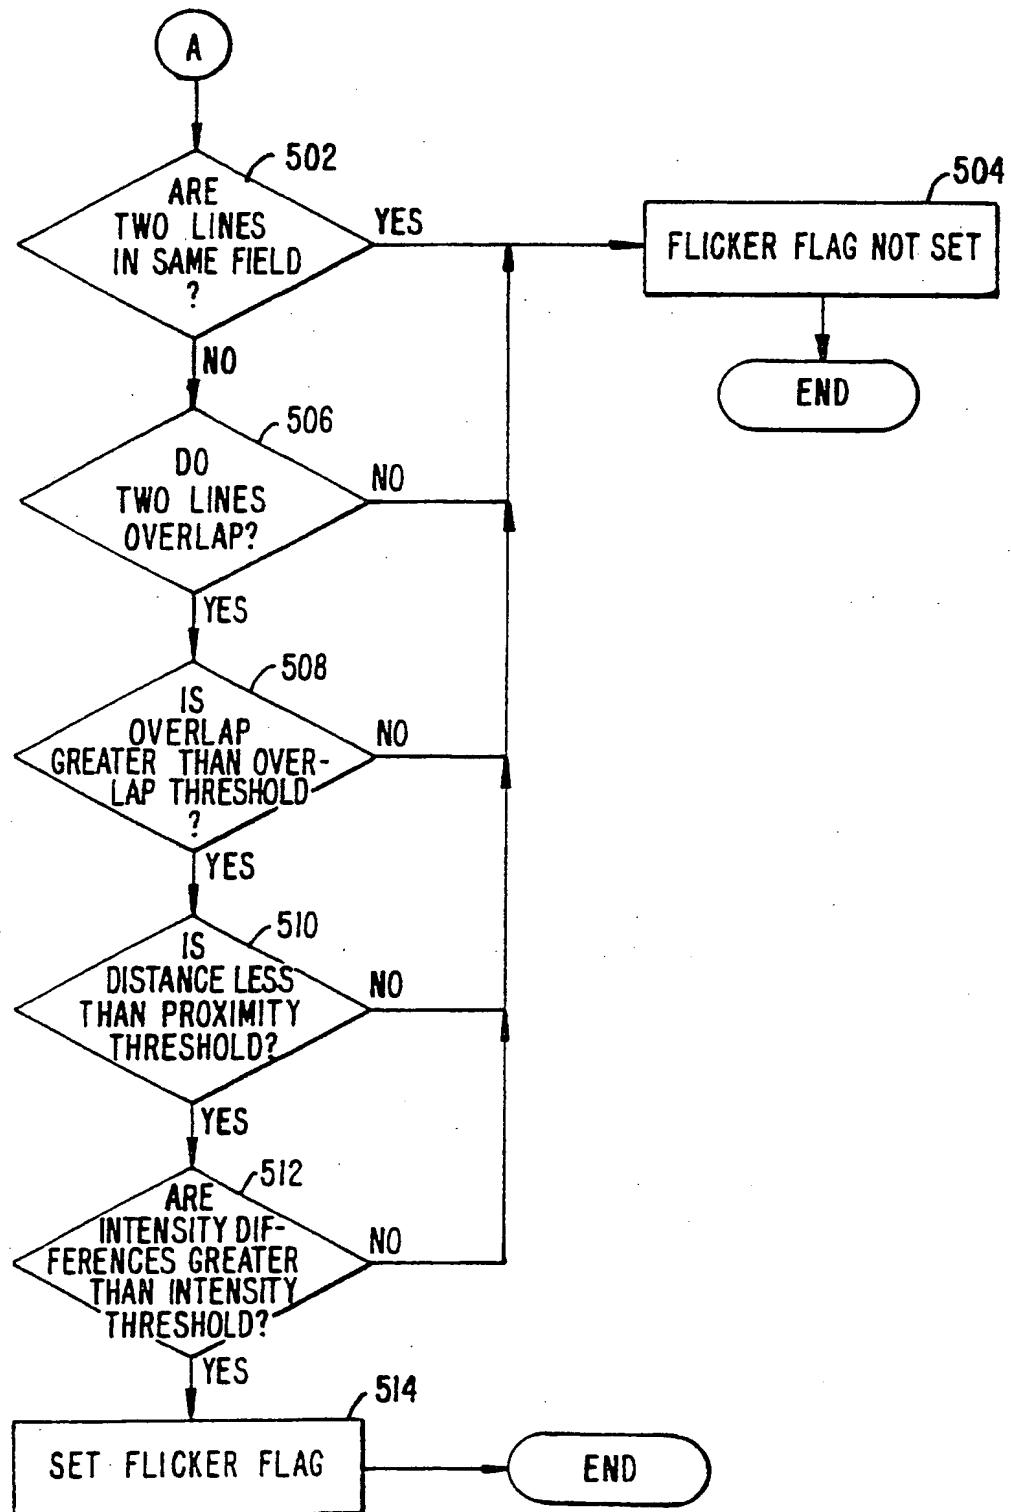 A
502
ARE
TWO LINES
IN SAME FIELD
?
YES
504
FLICKER FLAG NOT SET
END
NO
506
DO
TWO LINES
OVERLAP?
NO
YES
508
IS
OVERLAP
GREATER THAN OVER-
LAP THRESHOLD
?
NO
YES
510
IS
DISTANCE LESS
THAN PROXIMITY
THRESHOLD?
NO
YES
512
ARE
INTENSITY DIF-
FERENCES GREATER
THAN INTENSITY
THRESHOLD?
NO
YES
514
SET FLICKER FLAG
END